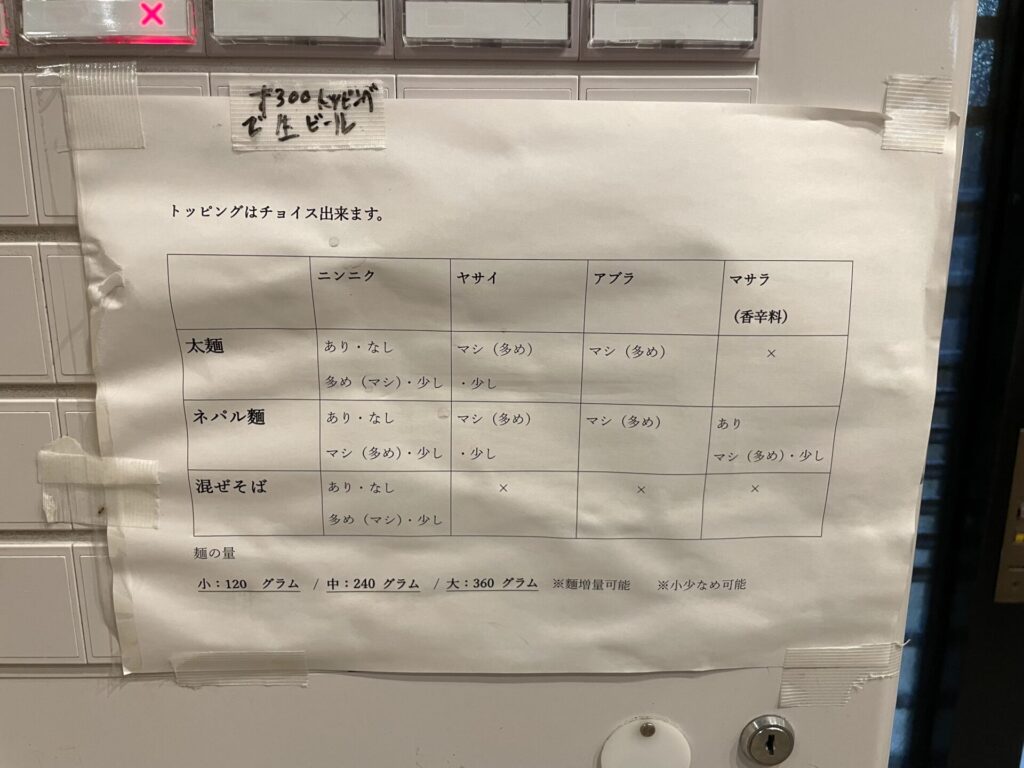 ¥300トッピング
で生ビール
トッピングはチョイス出来ます。
ニンニク ヤサイ アブラ マサラ
（香辛料）
太麺 あり・なし マシ（多め） マシ（多め） ×
多め（マシ）・少し ・少し
ネパル麺 あり・なし マシ（多め） マシ（多め） あり
マシ（多め）・少し ・少し マシ（多め）・少し
混ぜそば あり・なし × × ×
多め（マシ）・少し
麺の量
小：120 グラム / 中：240 グラム / 大：360 グラム ※麺増量可能 ※小少なめ可能